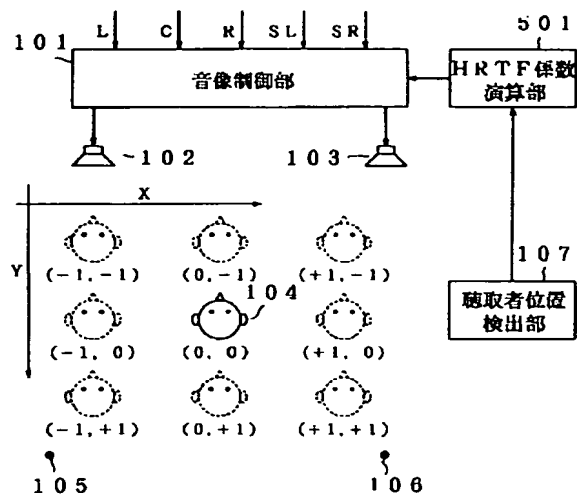 L C R SL SR
101
501
音像制御部
HRTF係数
演算部
102
103
X
Y
107
(-1,-1) (0,-1) (+1,-1)
104
聴取者位置
検出部
(-1, 0) (0, 0) (+1, 0)
(-1,+1) (0,+1) (+1,+1)
105
106